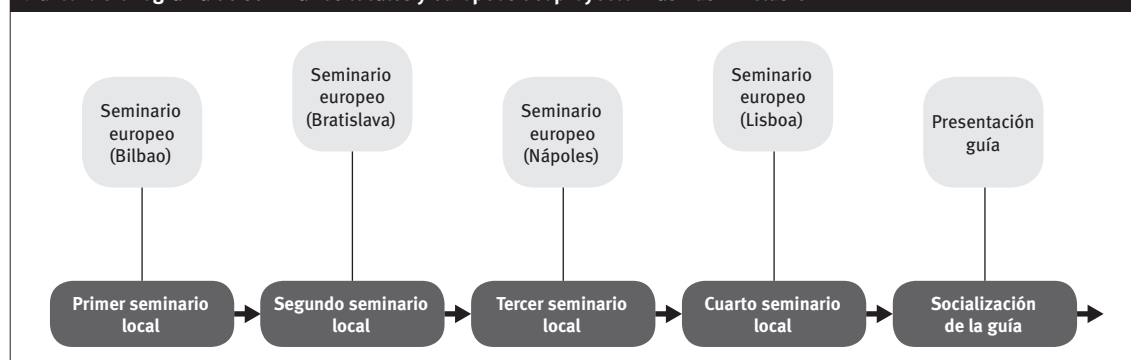 Seminario
europeo
(Bilbao)
Seminario
europeo
(Bratislava)
Seminario
europeo
(Nápoles)
Seminario
europeo
(Lisboa)
Presentación
guía
Primer seminario
local
Segundo seminario
local
Tercer seminario
local
Cuarto seminario
local
Socialización
de la guía